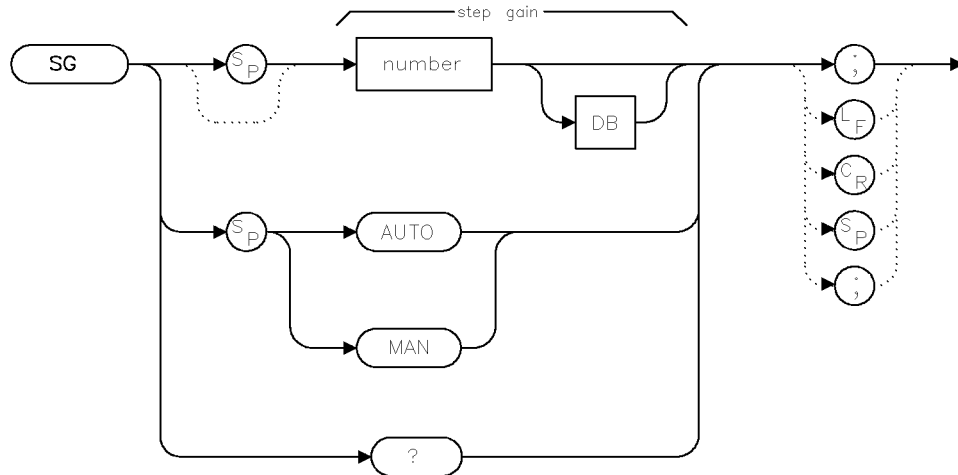 step gain
SG
SP
number
;
DB
LF
CR
SP
AUTO
SP
;
MAN
?